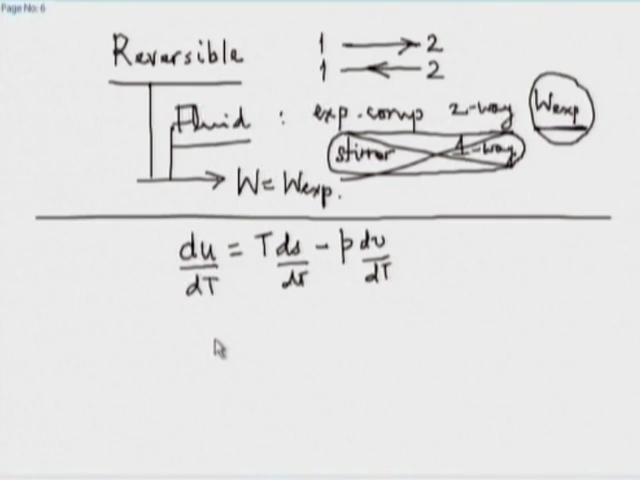 Page No: 6
Reversible 1 → 2
1 ← 2
Fluid : exp. comp 2-way Wexp
stirrer 1-way
→ W = Wexp.
du/dT = T ds/dT - p dv/dT